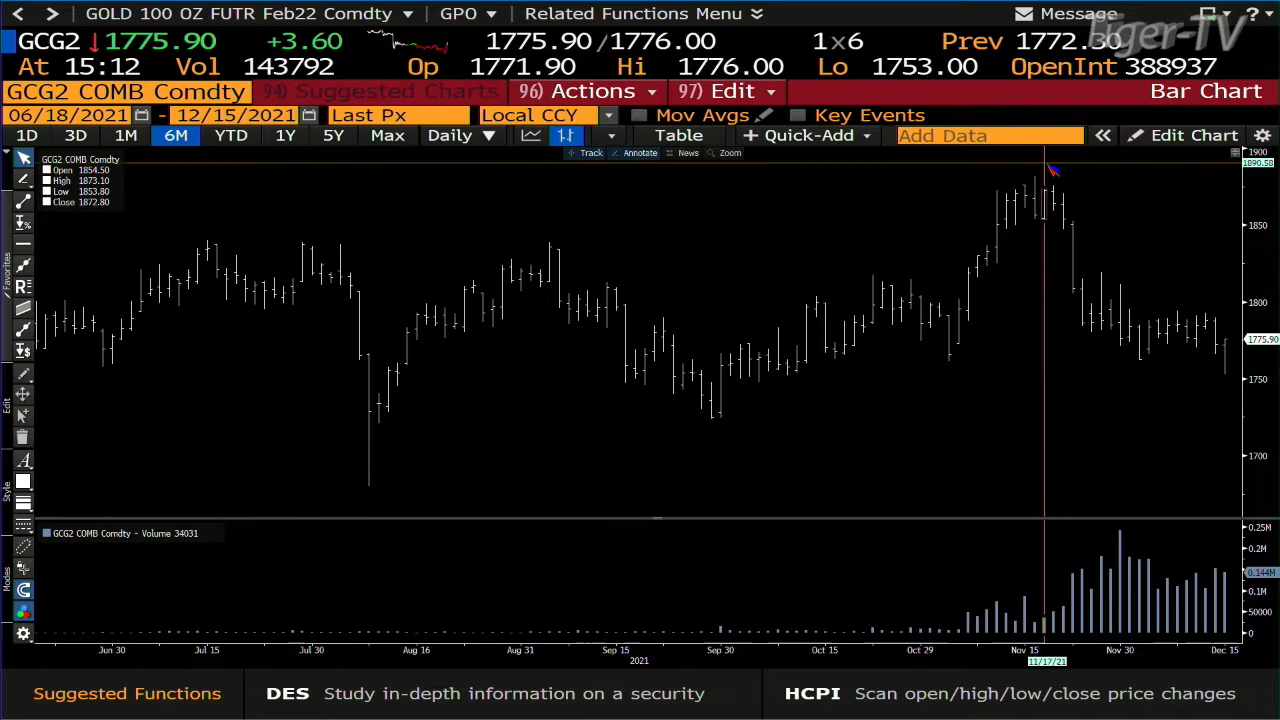 GOLD 100 OZ FUTR Feb22 Comdty GPO Related Functions Menu Message ?
Tiger-TV
GCG2 ↓1775.90 +3.60 1775.90/1776.00 1x6 Prev 1772.30
At 15:12 Vol 143792 Op 1771.90 Hi 1776.00 Lo 1753.00 OpenInt 388937
GCG2 COMB Comdty 94) Suggested Charts 96) Actions 97) Edit Bar Chart
06/18/2021 - 12/15/2021 Last Px Local CCY Mov Avgs Key Events
1D 3D 1M 6M YTD 1Y 5Y Max Daily ▼ Table + Quick-Add Add Data « Edit Chart
Track Annotate News Zoom
GCG2 COMB Comdty
Open 1854.50
High 1873.10
Low 1853.80
Close 1872.80
1900
1890.58
1850
1800
1775.90
1750
1700
Favorites
Edit
Style
Modes
GCG2 COMB Comdty - Volume 34031
0.25M
0.2M
0.144M
0.1M
50000
0
Jun 30 Jul 15 Jul 30 Aug 16 Aug 31 Sep 15 Sep 30 Oct 15 Oct 29 Nov 15 Nov 30 Dec 15
2021 11/17/21
Suggested Functions DES Study in-depth information on a security HCPI Scan open/high/low/close price changes